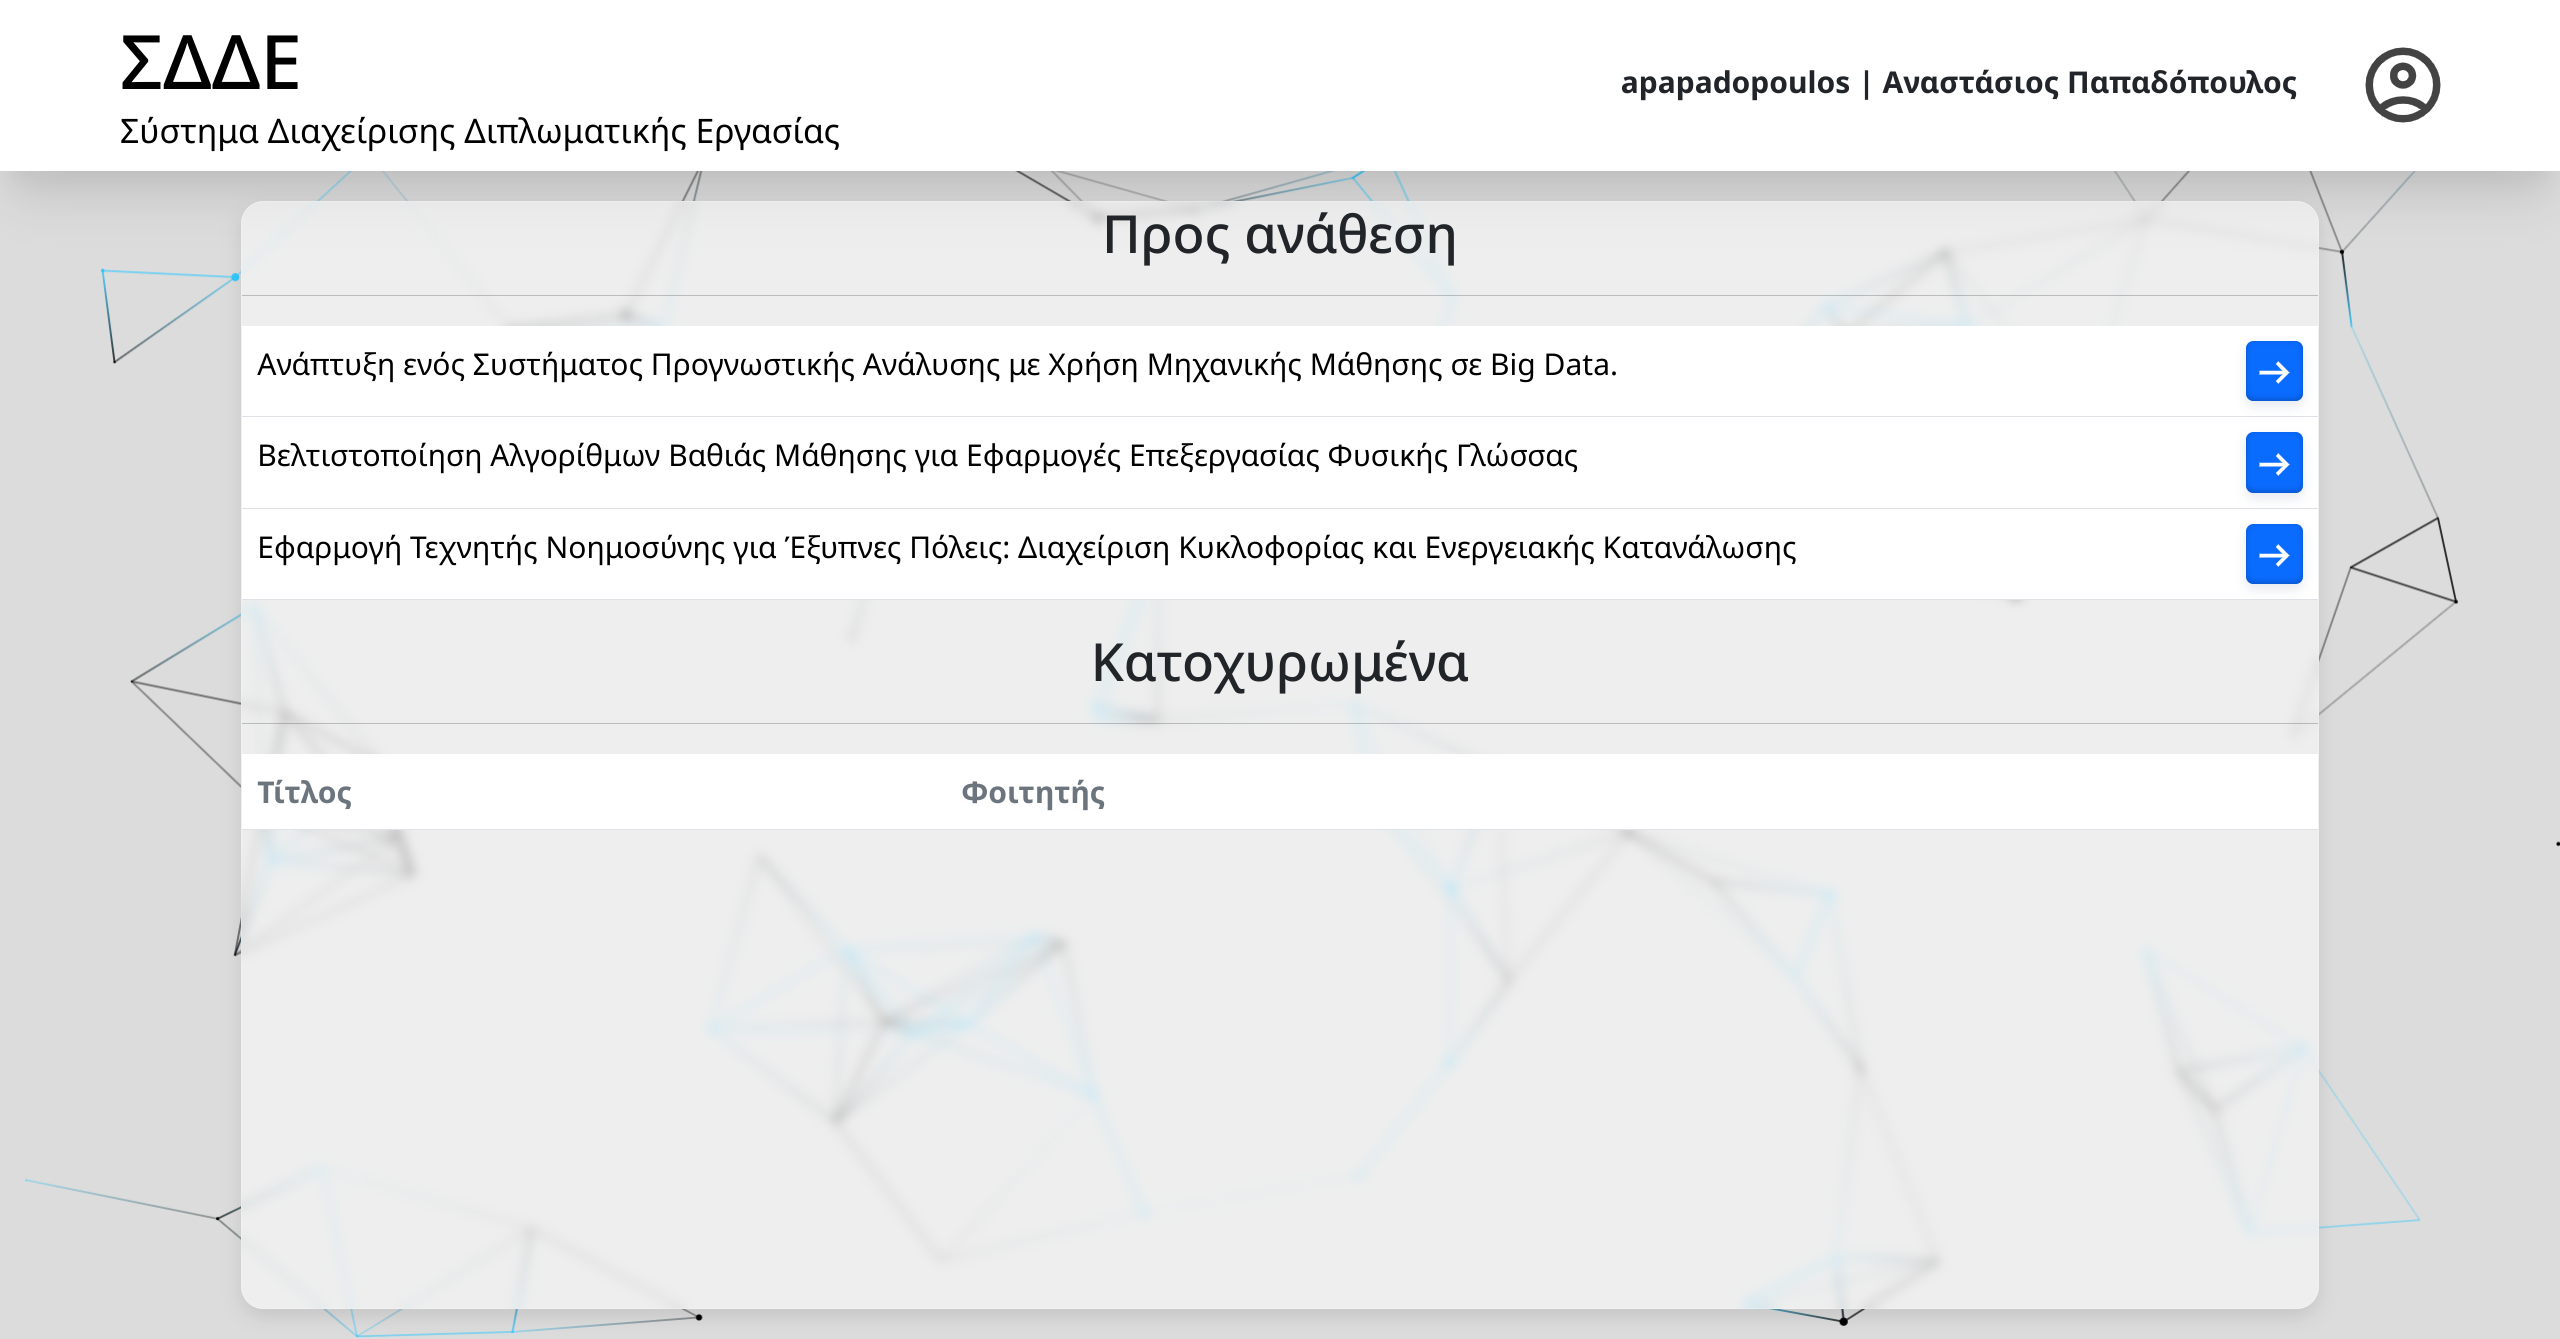 ΣΔΔΕ
Σύστημα Διαχείρισης Διπλωματικής Εργασίας
apapadopoulos | Αναστάσιος Παπαδόπουλος
Προς ανάθεση
Ανάπτυξη ενός Συστήματος Προγνωστικής Ανάλυσης με Χρήση Μηχανικής Μάθησης σε Big Data.
Βελτιστοποίηση Αλγορίθμων Βαθιάς Μάθησης για Εφαρμογές Επεξεργασίας Φυσικής Γλώσσας
Εφαρμογή Τεχνητής Νοημοσύνης για Έξυπνες Πόλεις: Διαχείριση Κυκλοφορίας και Ενεργειακής Κατανάλωσης
Κατοχυρωμένα
Τίτλος Φοιτητής